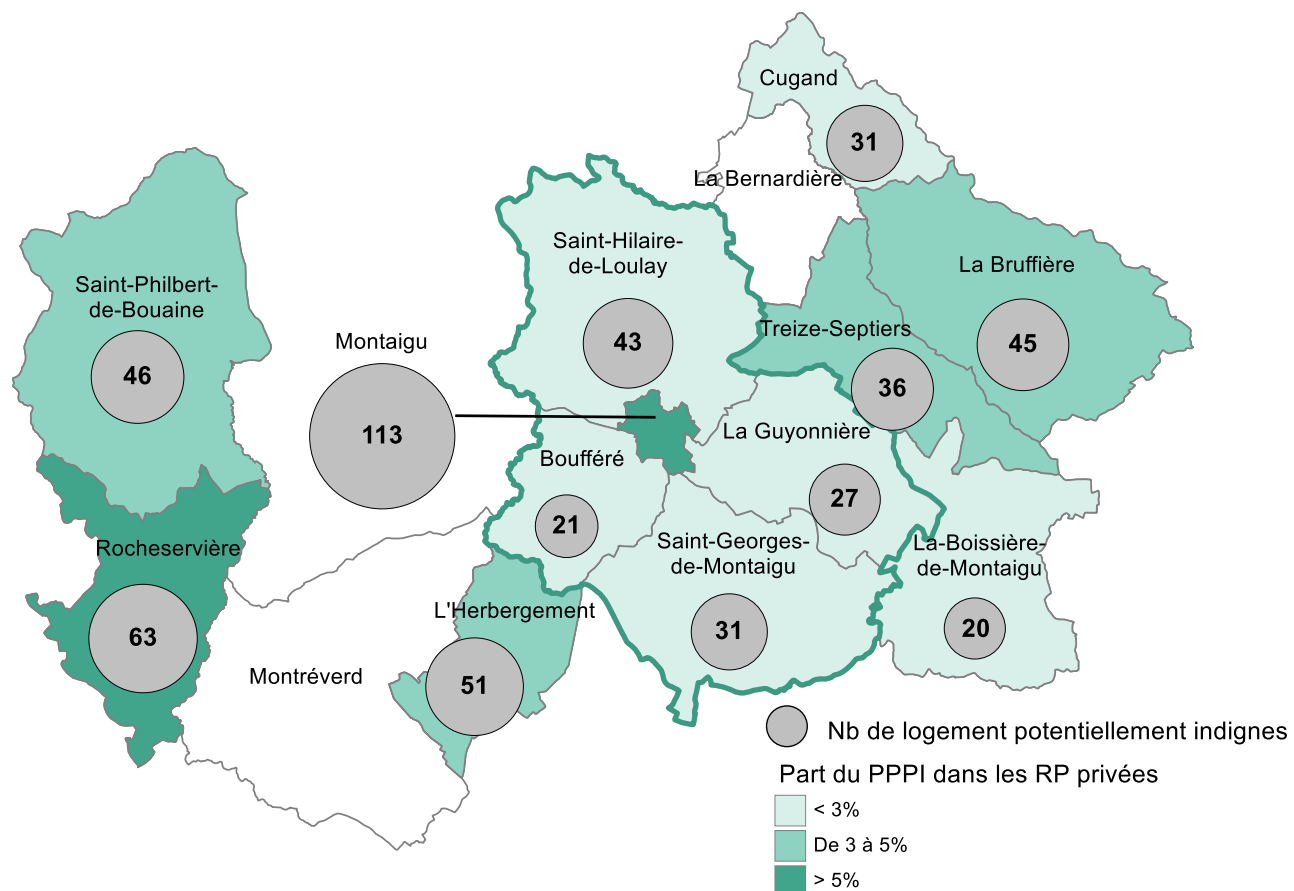 Cugand
31
La Bernardière
Saint-Hilaire-
de-Loulay
43
La Bruffière
45
Saint-Philbert-
de-Bouaine
46
Treize-Septiers
36
Montaigu
113
La Guyonnière
27
Boufféré
21
Saint-Georges-
de-Montaigu
31
La-Boissière-
de-Montaigu
20
Rocheservière
63
L'Herbergement
51
Montréverd
Nb de logement potentiellement indignes
Part du PPPI dans les RP privées
< 3%
De 3 à 5%
> 5%